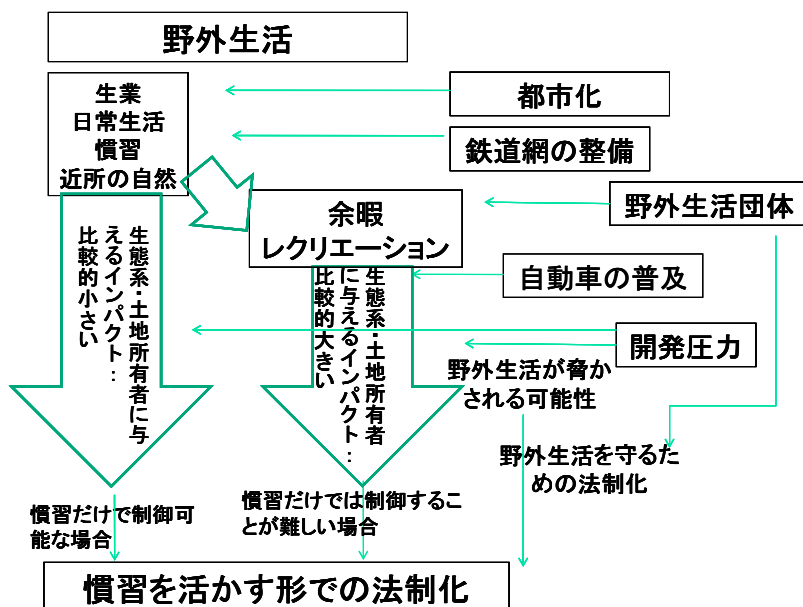 野外生活
生業
日常生活
慣習
近所の自然
都市化
鉄道網の整備
余暇
レクリエーション
野外生活団体
自動車の普及
開発圧力
生態系・土地所有者に与
えるインパクト：
比較的小さい
生態系・土地所有者
に与えるインパクト：
比較的大きい
野外生活が脅か
される可能性
野外生活を守るた
めの法制化
慣習だけで制御可
能な場合
慣習だけでは制御するこ
とが難しい場合
慣習を活かす形での法制化